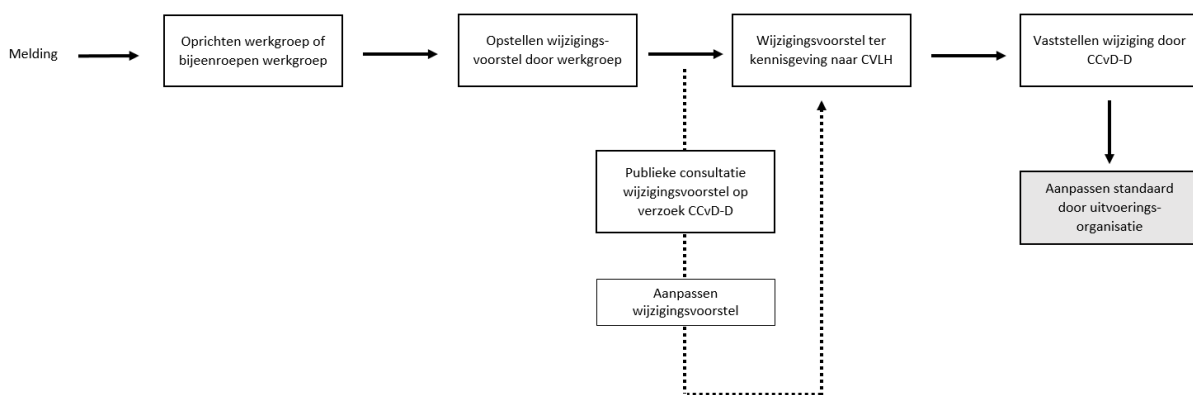 Melding
Oprichten werkgroep of
bijeenroepen werkgroep
Opstellen wijzigings-
voorstel door werkgroep
Wijzigingsvoorstel ter
kennisgeving naar CVLH
Vaststellen wijziging door
CCvD-D
Publieke consultatie
wijzigingsvoorstel op
verzoek CCvD-D
Aanpassen
wijzigingsvoorstel
Aanpassen standaard
door uitvoerings-
organisatie